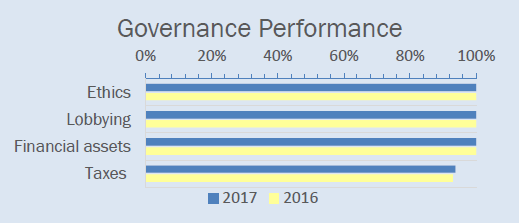 Governance Performance
0% 20% 40% 60% 80% 100%
Ethics
Lobbying
Financial assets
Taxes
2017 2016